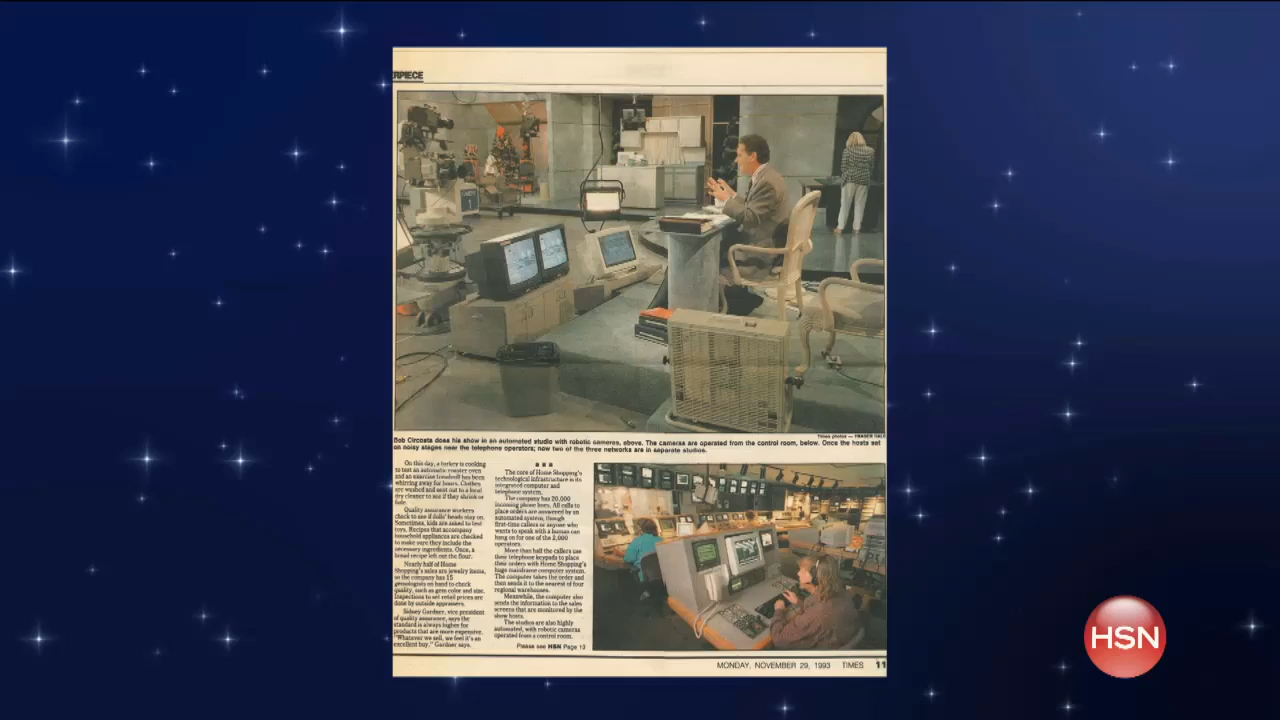 RPIECE
Times photos — FRASER HALE
Bob Circosta does his show in an automated studio with robotic cameras, above. The cameras are operated from the control room, below. Once the hosts sat
on noisy stages near the telephone operators; now two of the three networks are in separate studios.
On this day, a turkey is cooking
to test an automatic roaster oven
and an exercise treadmill has been
whirring away for hours. Clothes
are washed and sent out to a local
dry cleaner to see if they shrink or
fade.
Quality assurance workers
check to see if dolls' heads stay on.
Sometimes, kids are asked to test
toys. Recipes that accompany
household appliances are checked
to make sure they include the
necessary ingredients. Once, a
bread recipe left out the flour.
Nearly half of Home
Shopping's sales are jewelry items,
so the company has 15
gemologists on hand to check
quality, such as gem color and size.
Inspections to set retail prices are
done by outside appraisers.
Sidney Gardner, vice president
of quality assurance, says the
standard is always higher for
products that are more expensive.
"Whatever we sell, we feel it's an
excellent buy," Gardner says.
■ ■ ■
The core of Home Shopping's
technological infrastructure is its
integrated computer and
telephone system.
The company has 20,000
incoming phone lines. All calls to
place orders are answered by an
automated system, though
first-time callers or anyone who
wants to speak with a human can
hang on for one of the 2,000
operators.
More than half the callers use
their telephone keypads to place
their orders with Home Shopping's
huge mainframe computer system.
The computer takes the order and
then sends it to the nearest of four
regional warehouses.
Meanwhile, the computer also
sends the information to the sales
screens that are monitored by the
show hosts.
The studios are also highly
automated, with robotic cameras
operated from a control room.
Please see HSN Page 13
MONDAY, NOVEMBER 29, 1993 TIMES 11
HSN